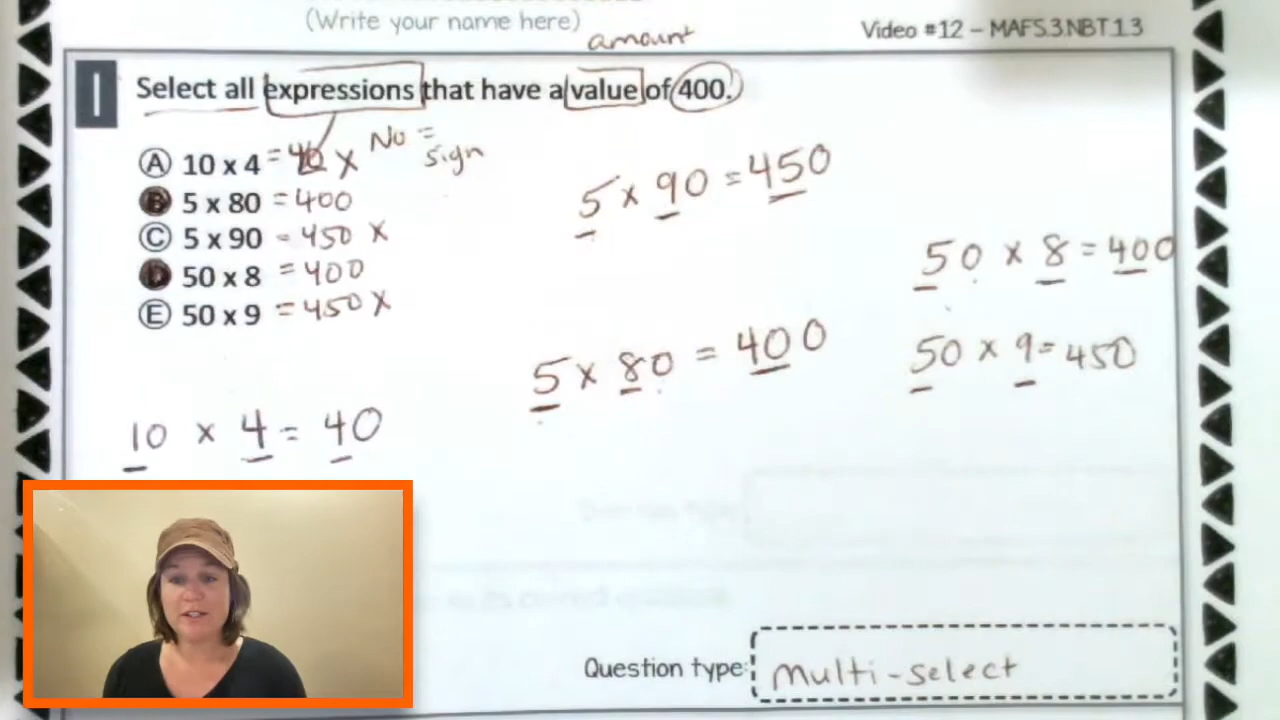 (Write your name here)
Video #12 – MAFS.3.NBT.1.3
amount
1 Select all expressions that have a value of 400.
No = sign
A 10 x 4 = 40 x
B 5 x 80 = 400
C 5 x 90 = 450 x
D 50 x 8 = 400
E 50 x 9 = 450 x
5 x 90 = 450
50 x 8 = 400
5 x 80 = 400
50 x 9 = 450
10 x 4 = 40
Question type: multi-select